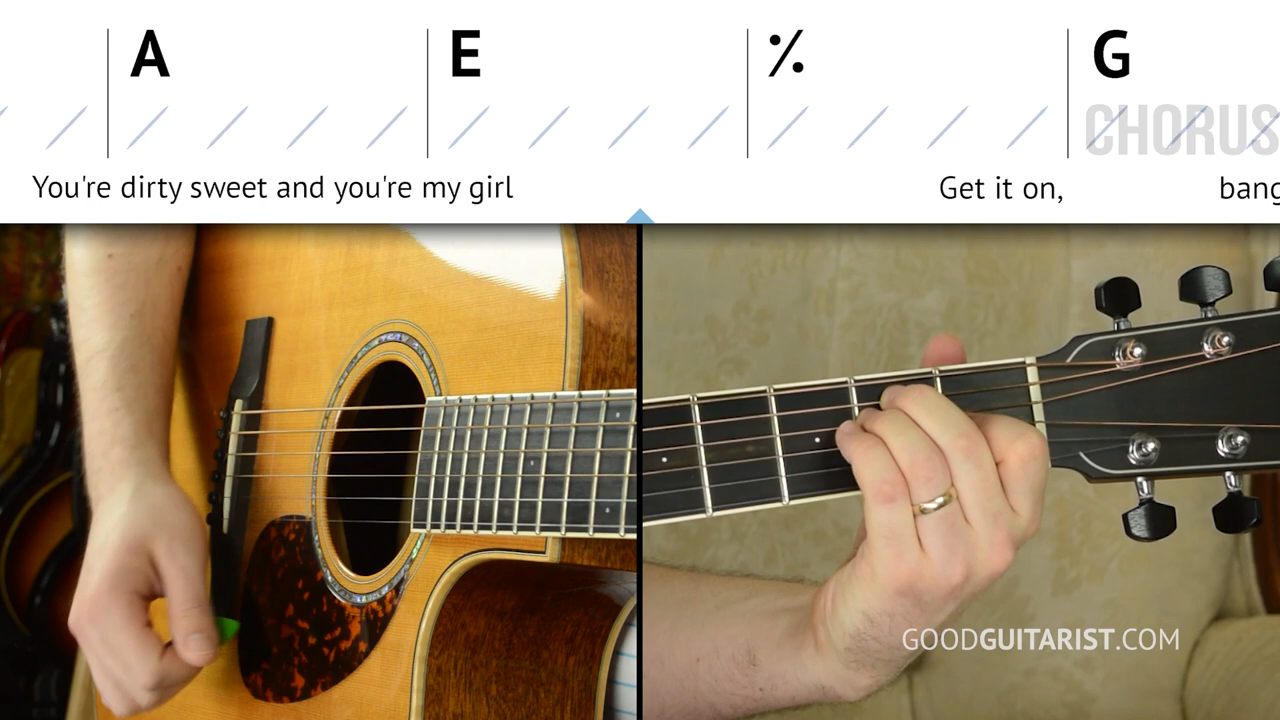 A E % G
CHORUS
You're dirty sweet and you're my girl Get it on, bang
GOODGUITARIST.COM